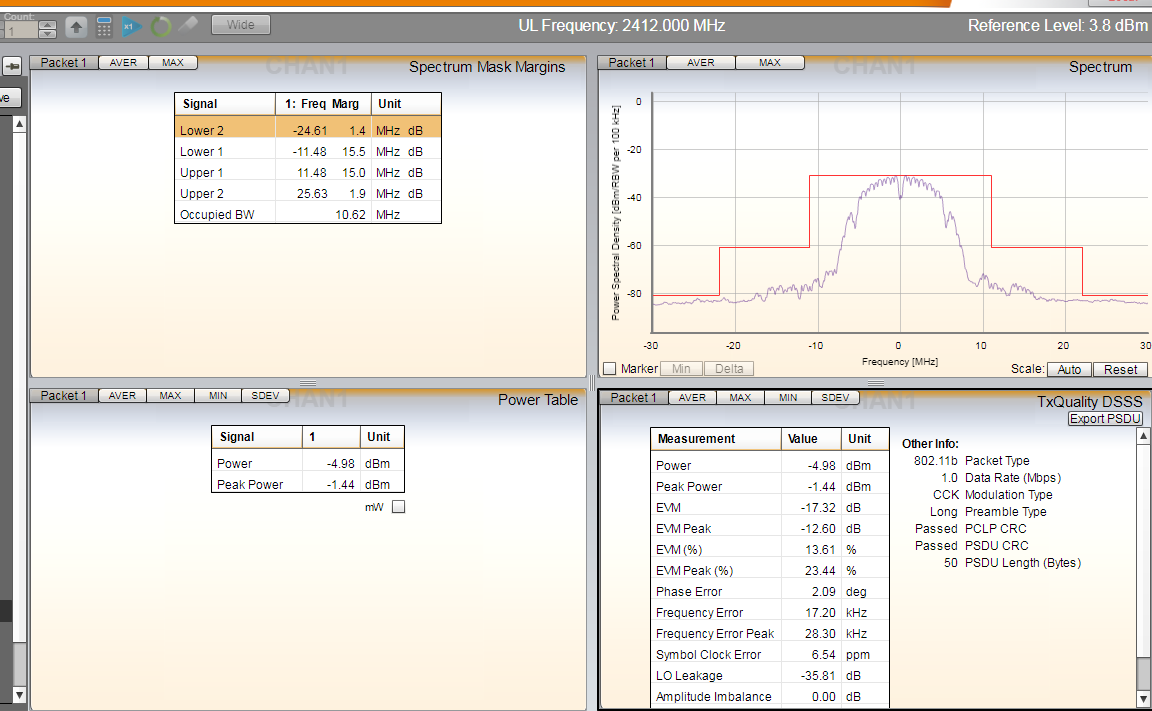 Count:
1
x1
Wide
UL Frequency: 2412.000 MHz
Reference Level: 3.8 dBm
ve
Packet 1 AVER MAX
CHAN1
Spectrum Mask Margins
Signal 1: Freq Marg Unit
Lower 2 -24.61 1.4 MHz dB
Lower 1 -11.48 15.5 MHz dB
Upper 1 11.48 15.0 MHz dB
Upper 2 25.63 1.9 MHz dB
Occupied BW 10.62 MHz
Packet 1 AVER MAX
CHAN1
Spectrum
Power Spectral Density [dBm/RBW per 100 kHz]
0
-20
-40
-60
-80
-30 -20 -10 0 10 20 30
Frequency [MHz]
Marker Min Delta
Scale: Auto Reset
Packet 1 AVER MAX MIN SDEV
CHAN1
Power Table
Signal 1 Unit
Power -4.98 dBm
Peak Power -1.44 dBm
mW
Packet 1 AVER MAX MIN SDEV
CHAN1
TxQuality DSSS
Export PSDU
Measurement Value Unit
Power -4.98 dBm
Peak Power -1.44 dBm
EVM -17.32 dB
EVM Peak -12.60 dB
EVM (%) 13.61 %
EVM Peak (%) 23.44 %
Phase Error 2.09 deg
Frequency Error 17.20 kHz
Frequency Error Peak 28.30 kHz
Symbol Clock Error 6.54 ppm
LO Leakage -35.81 dB
Amplitude Imbalance 0.00 dB
Other Info:
802.11b Packet Type
1.0 Data Rate (Mbps)
CCK Modulation Type
Long Preamble Type
Passed PCLP CRC
Passed PSDU CRC
50 PSDU Length (Bytes)